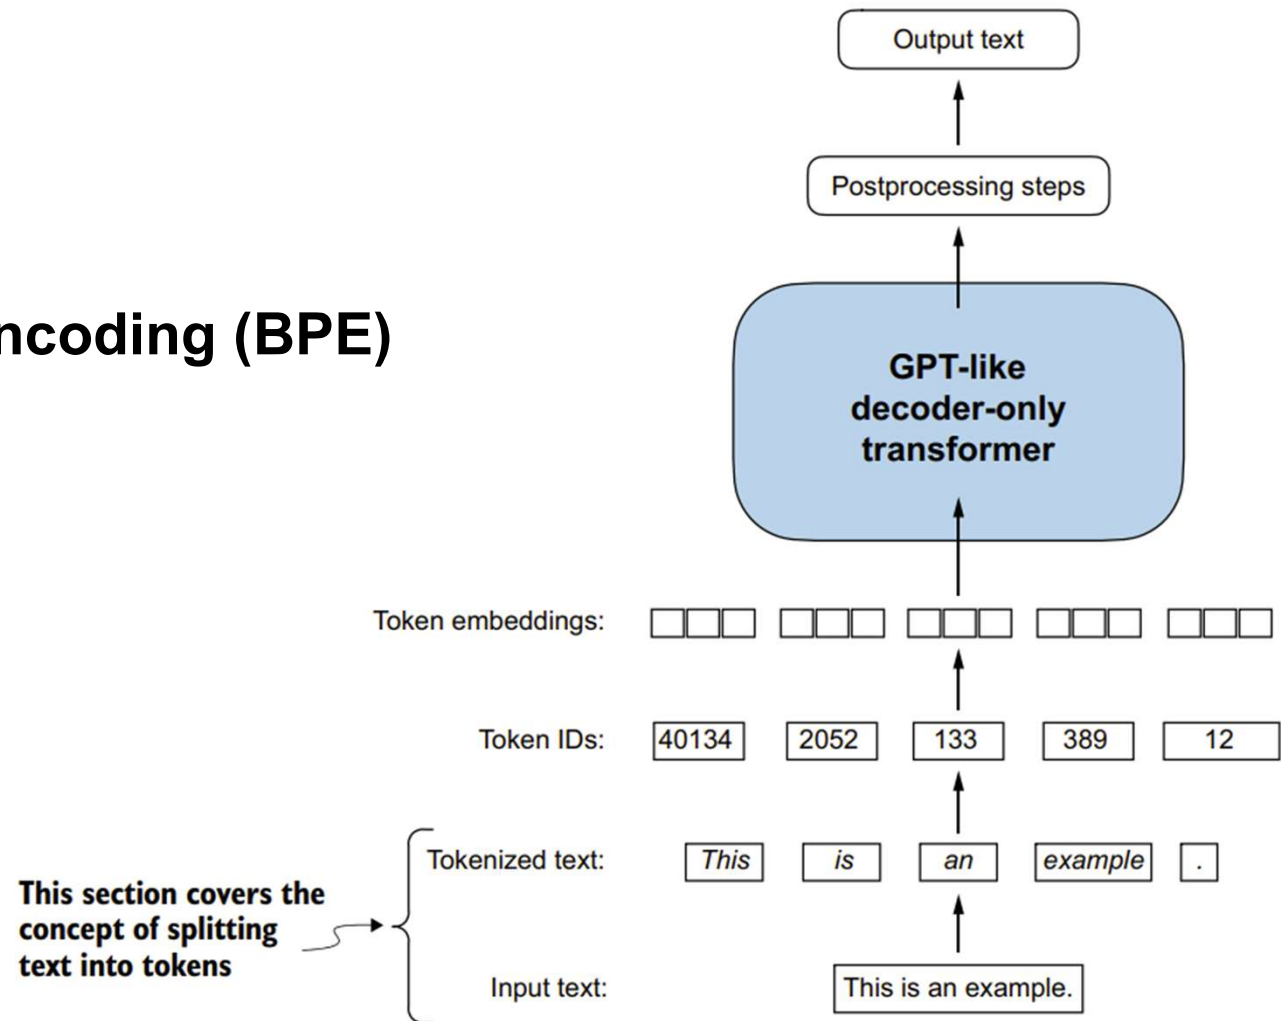 Output text
Postprocessing steps
ncoding (BPE)
GPT-like
decoder-only
transformer
Token embeddings:
Token IDs: 40134 2052 133 389 12
Tokenized text: This is an example .
This section covers the
concept of splitting
text into tokens
Input text: This is an example.